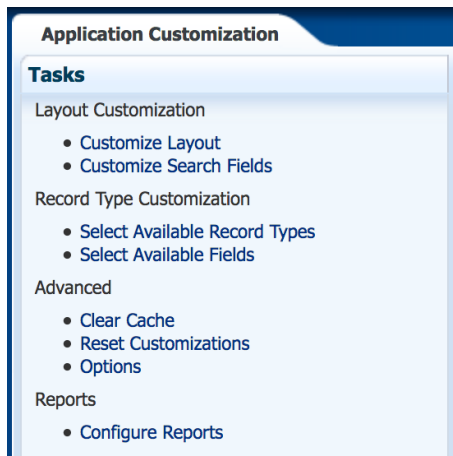 Application Customization
Tasks
Layout Customization
Customize Layout
Customize Search Fields
Record Type Customization
Select Available Record Types
Select Available Fields
Advanced
Clear Cache
Reset Customizations
Options
Reports
Configure Reports